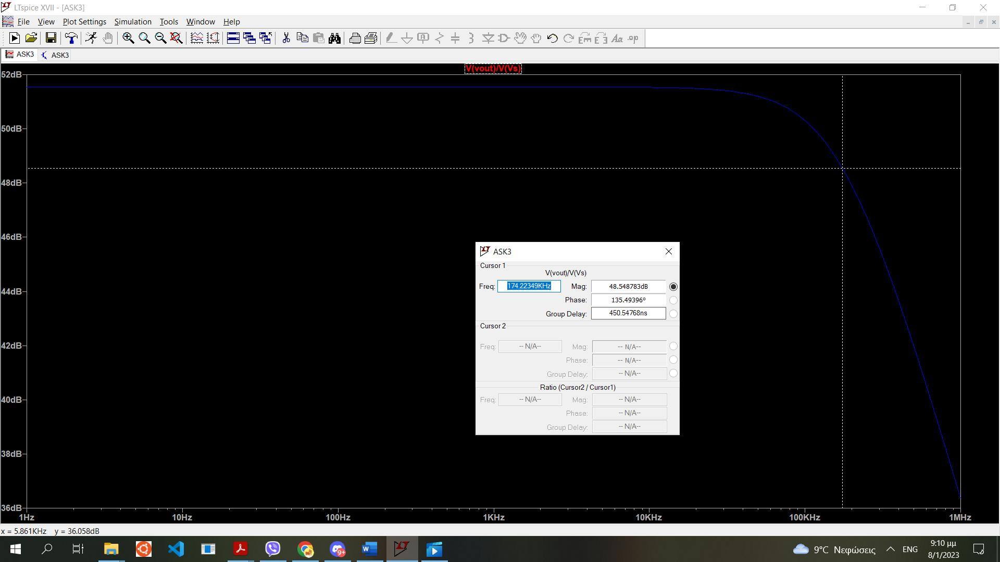 LTspice XVII - [ASK3]
File View Plot Settings Simulation Tools Window Help
Aa .op
ASK3 ASK3
V(vout)/V(Vs)
52dB
50dB
48dB
46dB
44dB
42dB
40dB
38dB
36dB
1Hz 10Hz 100Hz 1KHz 10KHz 100KHz 1MHz
ASK3
Cursor 1
V(vout)/V(Vs)
Freq: 174.22349KHz Mag: 48.548783dB
Phase: 135.49396°
Group Delay: 450.54768ns
Cursor 2
Freq: -- N/A-- Mag: -- N/A--
Phase: -- N/A--
Group Delay: -- N/A--
Ratio (Cursor2 / Cursor1)
Freq: -- N/A-- Mag: -- N/A--
Phase: -- N/A--
Group Delay: -- N/A--
x = 5.861KHz y = 36.058dB
9+
9°C Νεφώσεις ENG 9:10 μμ
8/1/2023